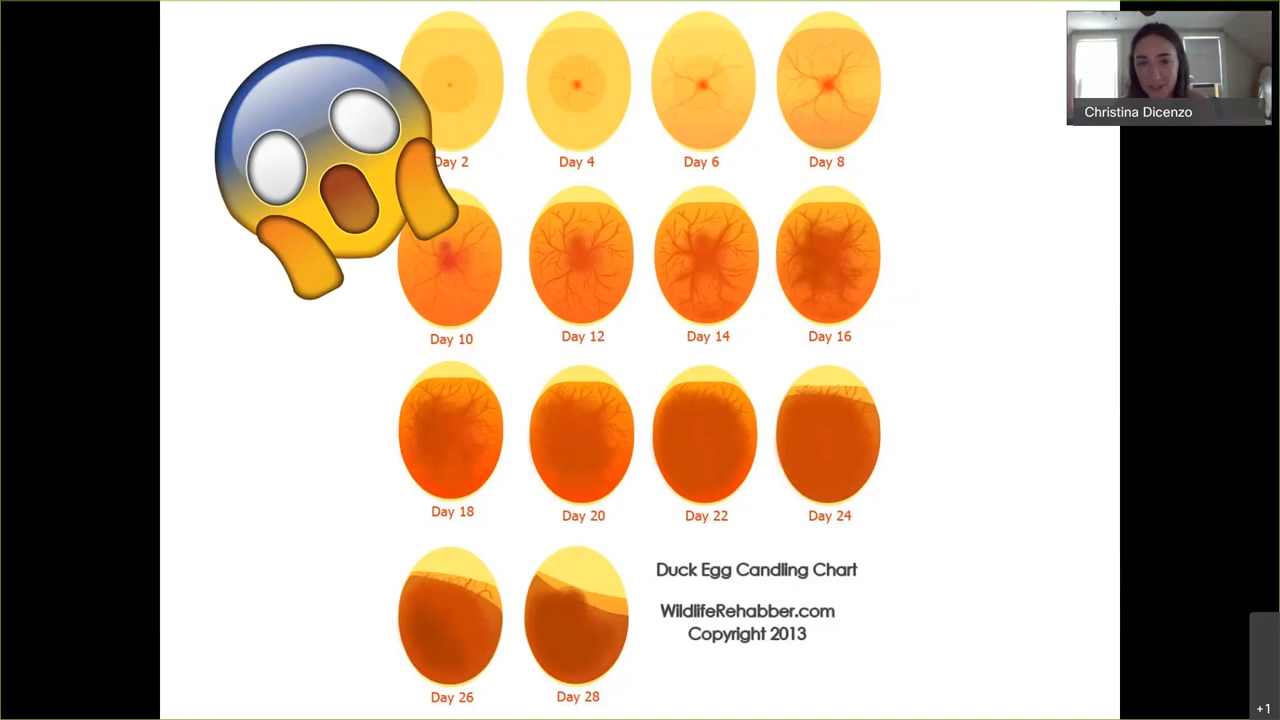 Christina Dicenzo
Day 2
Day 4
Day 6
Day 8
Day 10
Day 12
Day 14
Day 16
Day 18
Day 20
Day 22
Day 24
Duck Egg Candling Chart
WildlifeRehabber.com
Copyright 2013
Day 26
Day 28
+1